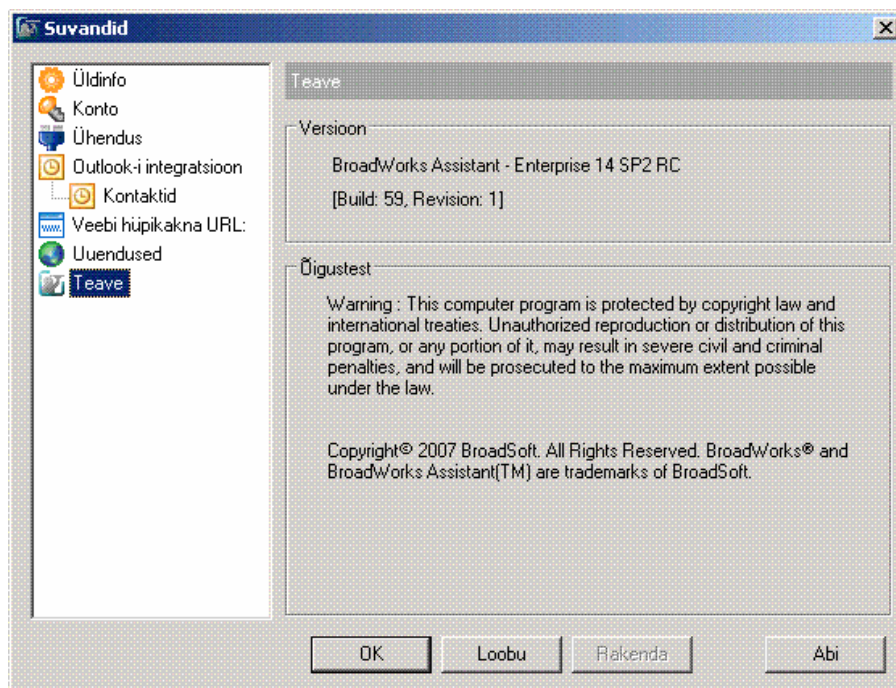 Suvandid
Üldinfo
Konto
Ühendus
Outlook-i integratsioon
Kontaktid
Veebi hüpikakna URL:
Uuendused
Teave
Teave
Versioon
BroadWorks Assistant - Enterprise 14 SP2 RC
[Build: 59, Revision: 1]
Õigustest
Warning : This computer program is protected by copyright law and
international treaties. Unauthorized reproduction or distribution of this
program, or any portion of it, may result in severe civil and criminal
penalties, and will be prosecuted to the maximum extent possible
under the law.
Copyright© 2007 BroadSoft. All Rights Reserved. BroadWorks® and
BroadWorks Assistant(TM) are trademarks of BroadSoft.
OK
Loobu
Rakenda
Abi